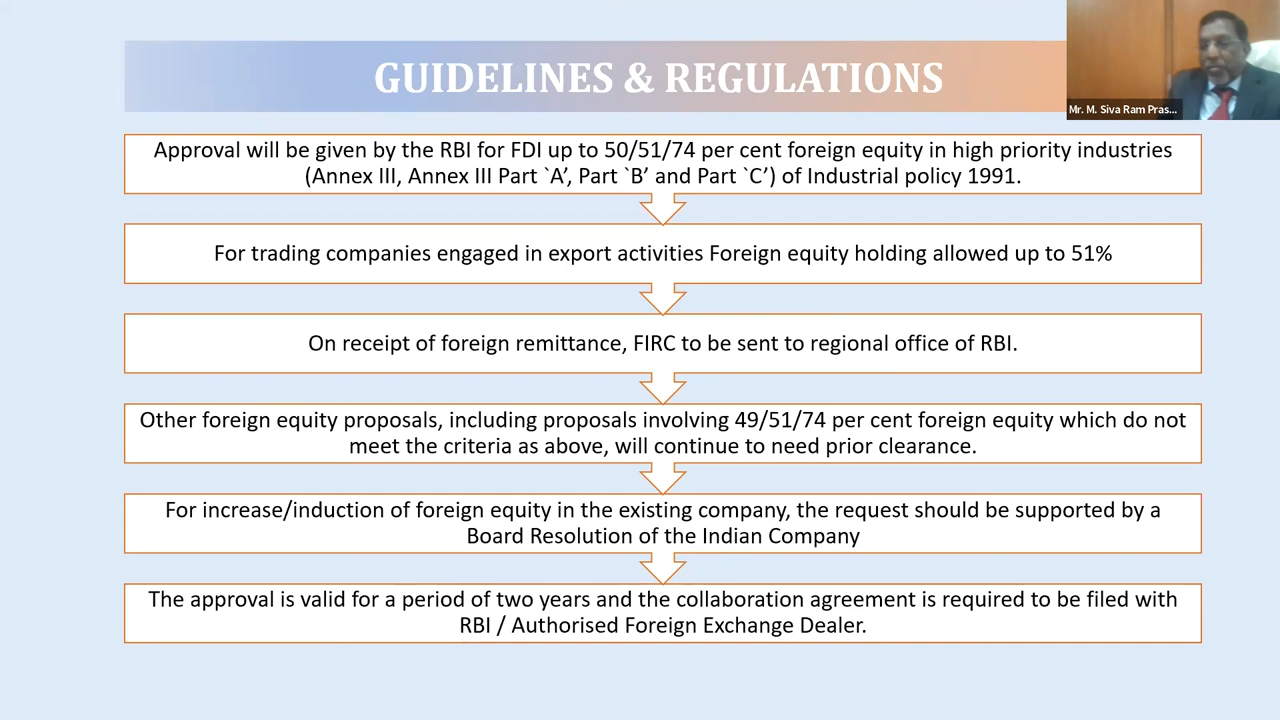 GUIDELINES & REGULATIONS
Mr. M. Siva Ram Pras...
Approval will be given by the RBI for FDI up to 50/51/74 per cent foreign equity in high priority industries
(Annex III, Annex III Part `A’, Part `B’ and Part `C’) of Industrial policy 1991.
For trading companies engaged in export activities Foreign equity holding allowed up to 51%
On receipt of foreign remittance, FIRC to be sent to regional office of RBI.
Other foreign equity proposals, including proposals involving 49/51/74 per cent foreign equity which do not
meet the criteria as above, will continue to need prior clearance.
For increase/induction of foreign equity in the existing company, the request should be supported by a
Board Resolution of the Indian Company
The approval is valid for a period of two years and the collaboration agreement is required to be filed with
RBI / Authorised Foreign Exchange Dealer.